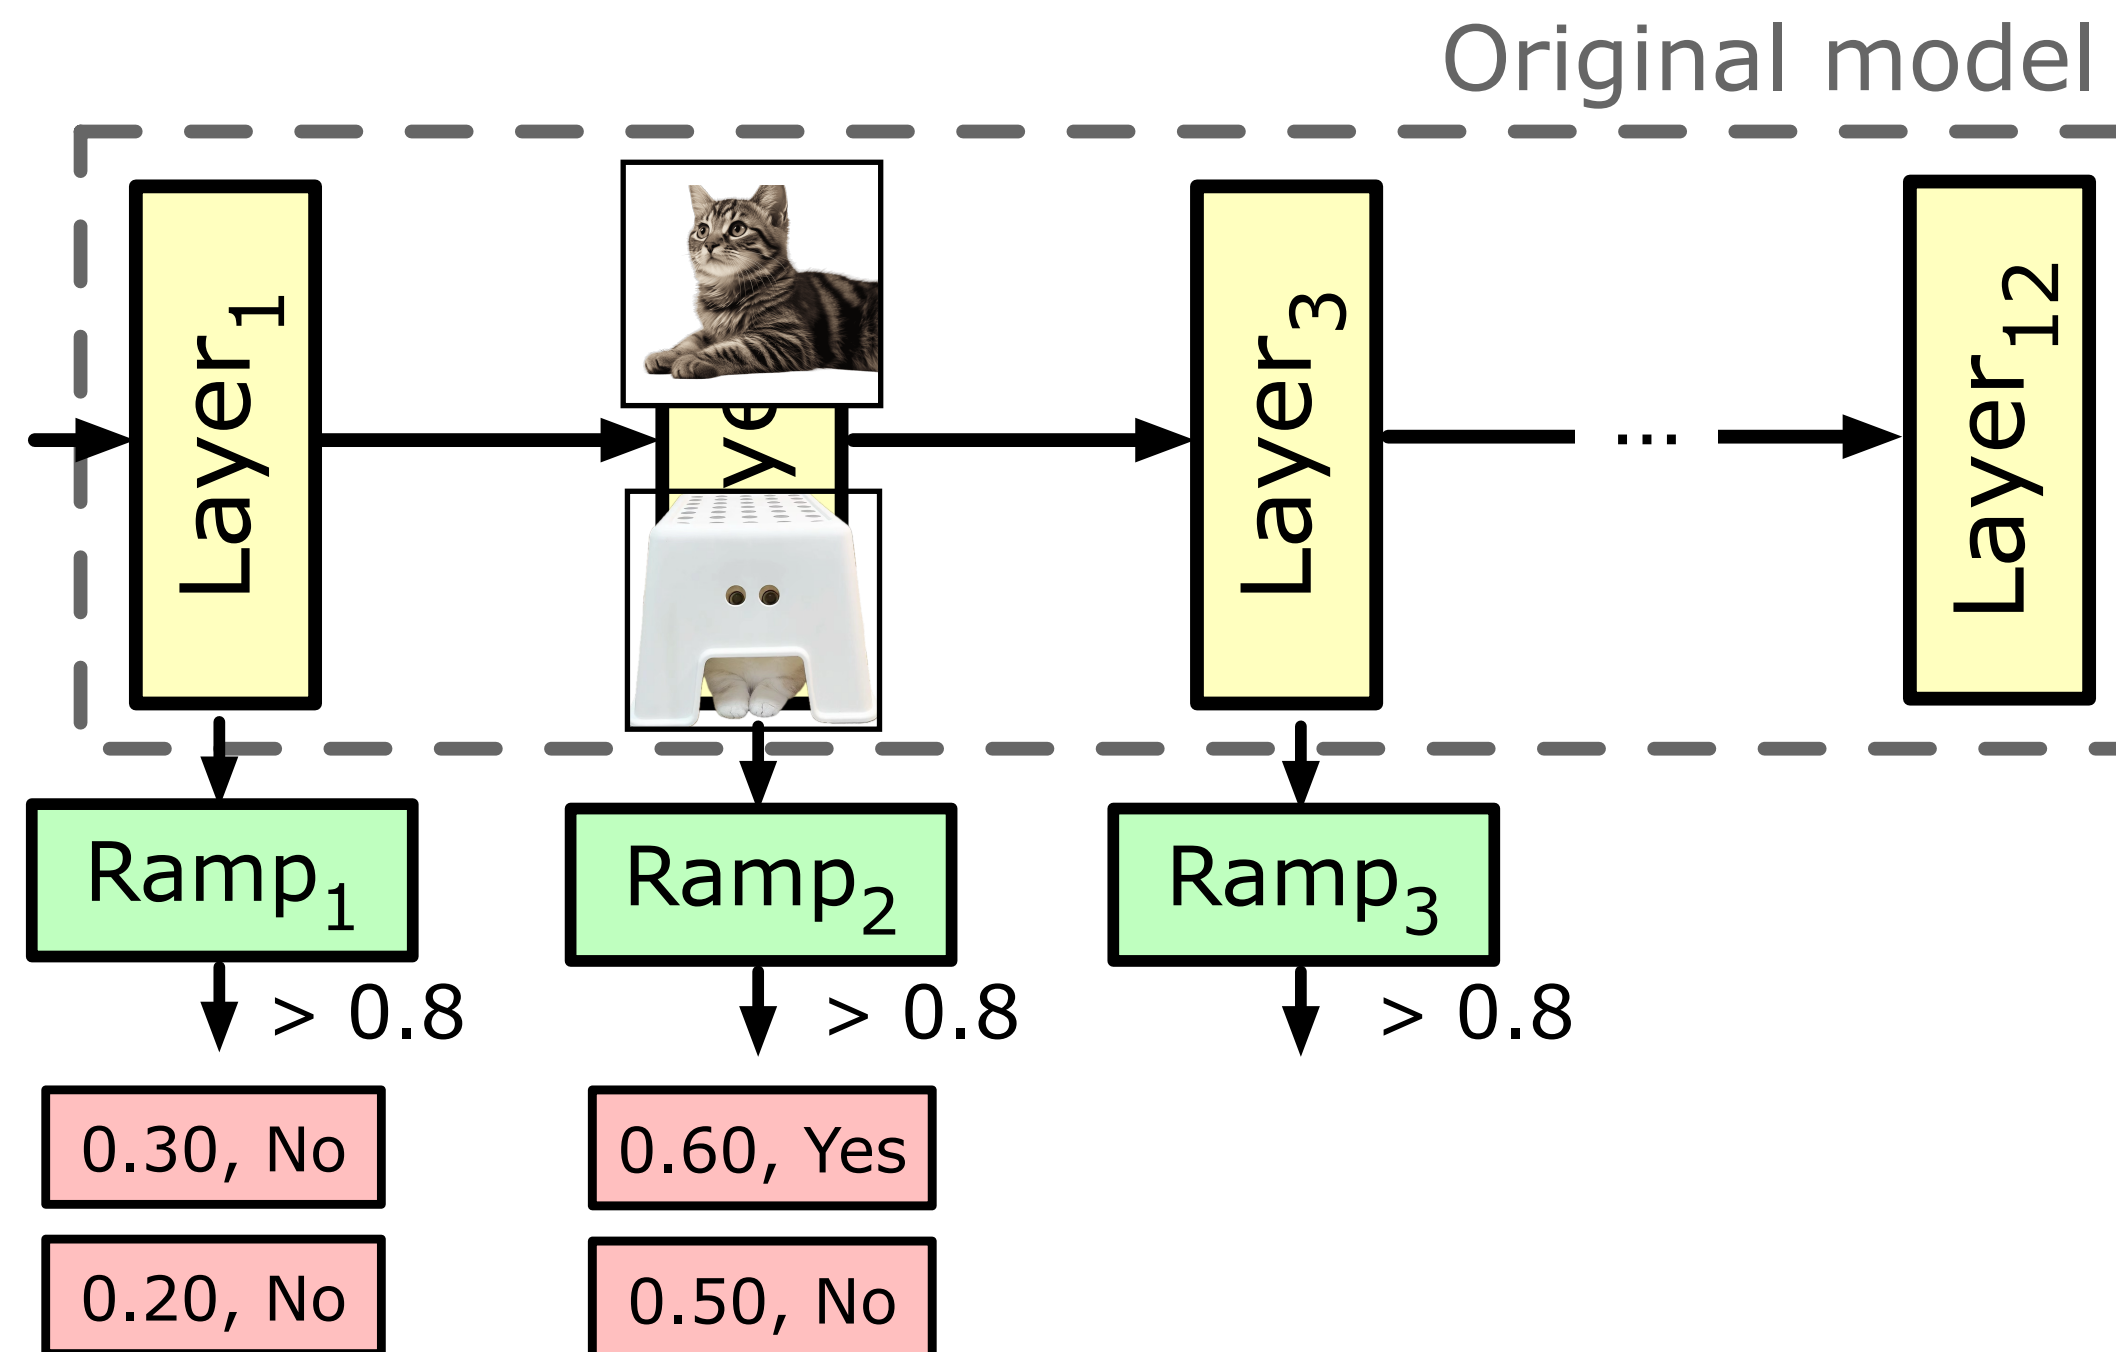 Original model
Layer1
ye
Layer3
...
Layer12
Ramp1
Ramp2
Ramp3
> 0.8
> 0.8
> 0.8
0.30, No
0.60, Yes
0.20, No
0.50, No